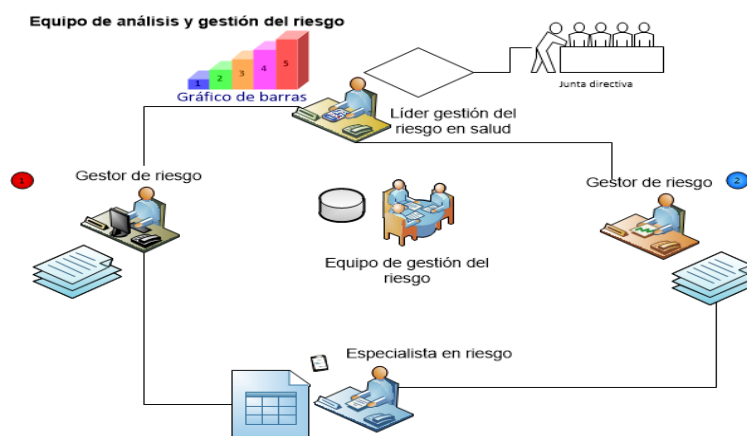 Equipo de análisis y gestión del riesgo
1
2
3
4
5
Gráfico de barras
Junta directiva
Líder gestión del
riesgo en salud
1
Gestor de riesgo
Gestor de riesgo
2
Equipo de gestión del
riesgo
Especialista en riesgo